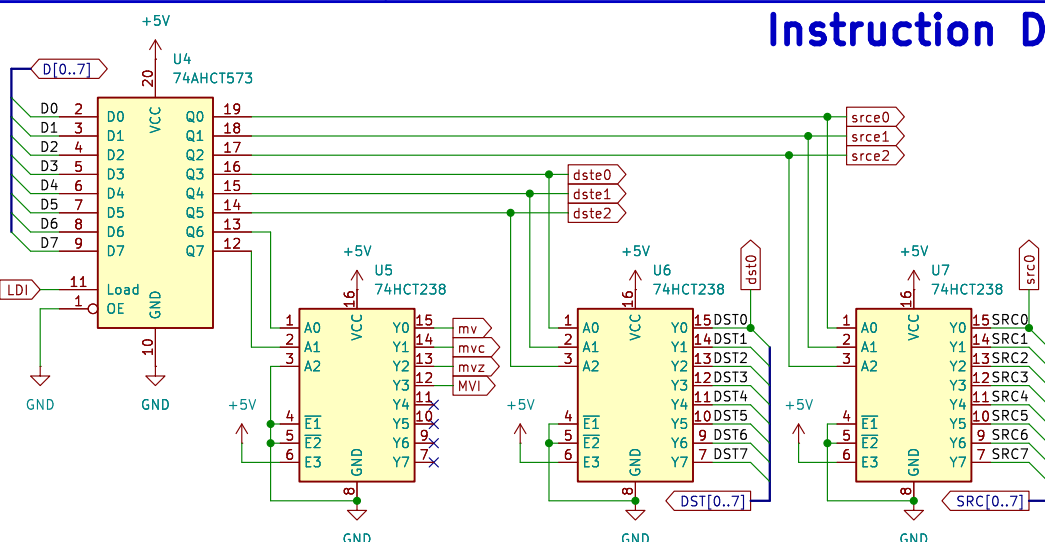 Instruction D
+5V
U4
74AHCT573
D[0..7]
20
VCC
D0 2 D0 Q0 19 srce0
D1 3 D1 Q1 18 srce1
D2 4 D2 Q2 17 srce2
D3 5 D3 Q3 16 dste0
D4 6 D4 Q4 15 dste1
D5 7 D5 Q5 14 dste2
D6 8 D6 Q6 13
D7 9 D7 Q7 12
LDI 11 Load
1 OE
GND
10
GND
GND
+5V
U5
74HCT238
16
VCC
1 A0 Y0 15 mv
2 A1 Y1 14 mvc
3 A2 Y2 13 mvz
Y3 12 MVI
Y4 11
+5V
4 E1 Y5 10
5 E2 Y6 9
6 E3 Y7 7
GND
8
GND
dst0
+5V
U6
74HCT238
16
VCC
1 A0 Y0 15 DST0
2 A1 Y1 14 DST1
3 A2 Y2 13 DST2
Y3 12 DST3
Y4 11 DST4
+5V
4 E1 Y5 10 DST5
5 E2 Y6 9 DST6
6 E3 Y7 7 DST7
GND
8
DST[0..7]
GND
src0
+5V
U7
74HCT238
16
VCC
1 A0 Y0 15 SRC0
2 A1 Y1 14 SRC1
3 A2 Y2 13 SRC2
Y3 12 SRC3
Y4 11 SRC4
+5V
4 E1 Y5 10 SRC5
5 E2 Y6 9 SRC6
6 E3 Y7 7 SRC7
GND
8
SRC[0..7]
GND